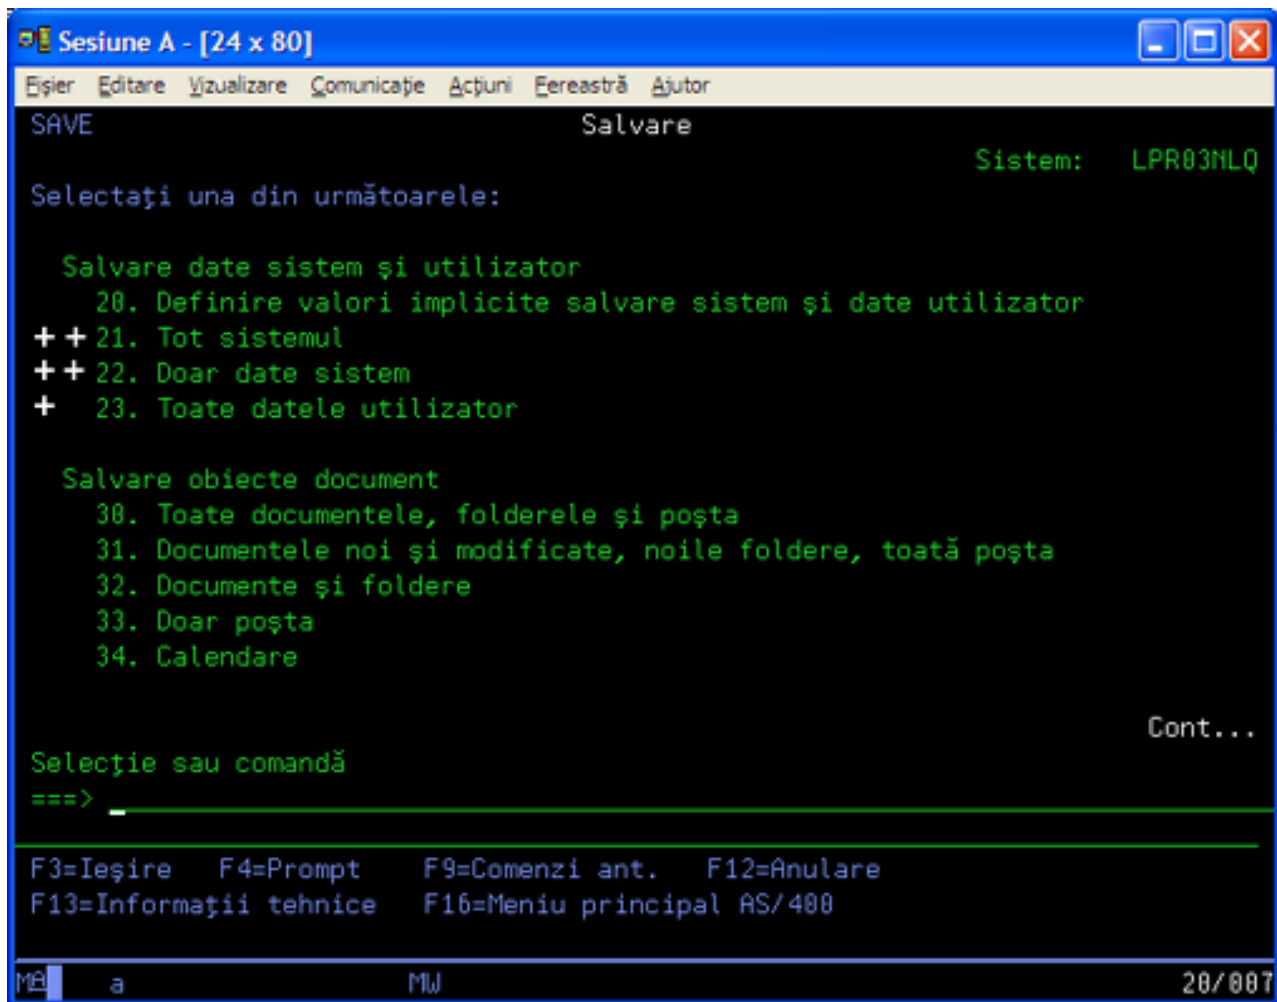 Sesiune A - [24 x 80]
Fişier Editare Vizualizare Comunicaţie Acţiuni Fereastră Ajutor
SAVE Salvare
Sistem: LPR03NLQ
Selectaţi una din următoarele:
Salvare date sistem şi utilizator
20. Definire valori implicite salvare sistem şi date utilizator
++ 21. Tot sistemul
++ 22. Doar date sistem
+ 23. Toate datele utilizator
Salvare obiecte document
30. Toate documentele, folderele şi poşta
31. Documentele noi şi modificate, noile foldere, toată poşta
32. Documente şi foldere
33. Doar poşta
34. Calendare
Cont...
Selecţie sau comandă
===>
F3=Ieşire F4=Prompt F9=Comenzi ant. F12=Anulare
F13=Informaţii tehnice F16=Meniu principal AS/400
MA a MW 20/007